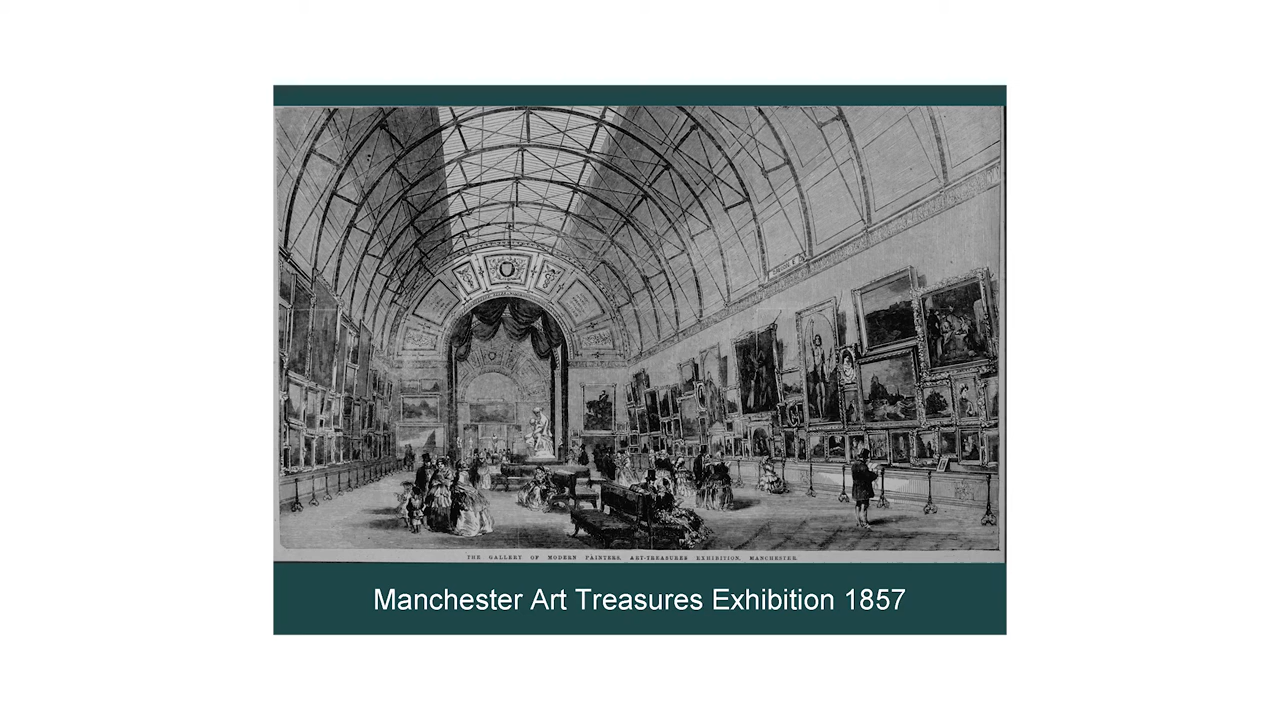 THE GALLERY OF MODERN PAINTERS, ART-TREASURES EXHIBITION, MANCHESTER
Manchester Art Treasures Exhibition 1857